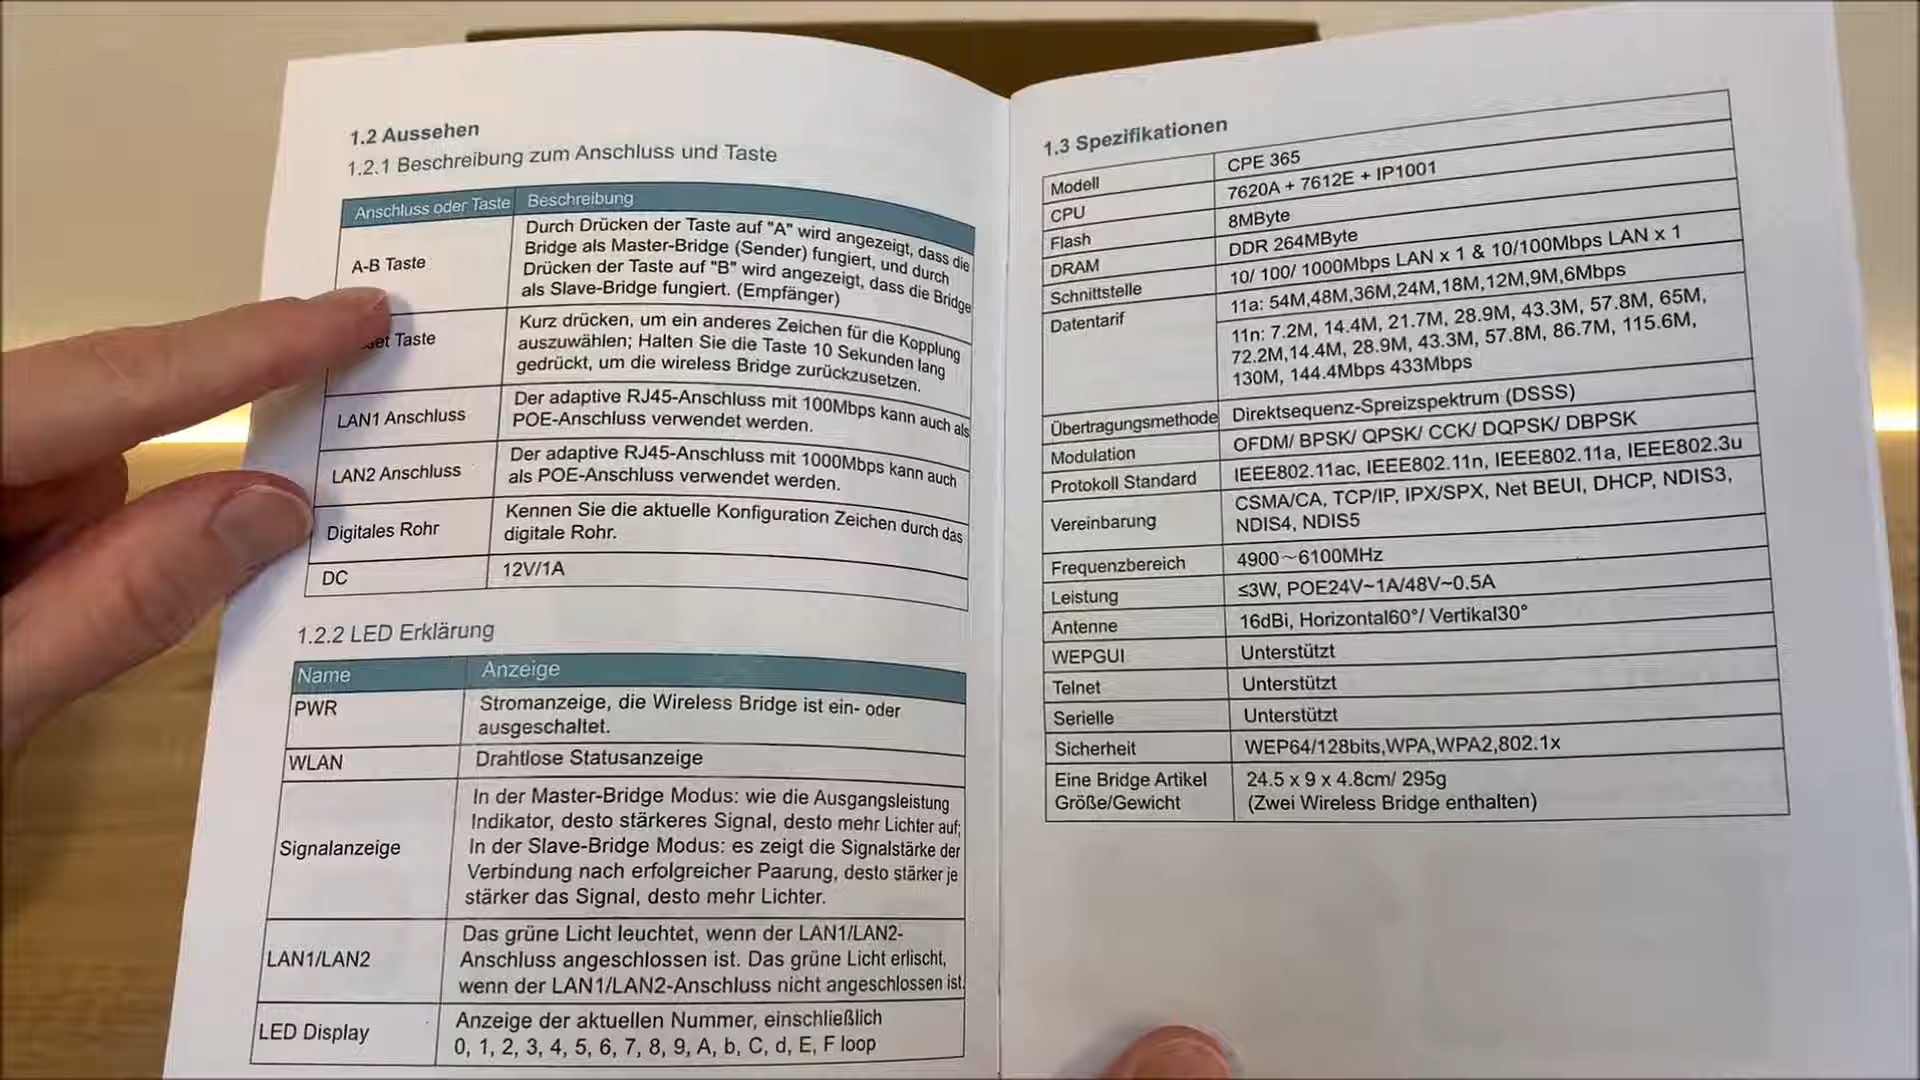 1.2 Aussehen
1.2.1 Beschreibung zum Anschluss und Taste
Anschluss oder Taste Beschreibung
A-B Taste
Durch Drücken der Taste auf "A" wird angezeigt, dass die
Bridge als Master-Bridge (Sender) fungiert, und durch
Drücken der Taste auf "B" wird angezeigt, dass die Bridge
als Slave-Bridge fungiert. (Empfänger)
Taste
Kurz drücken, um ein anderes Zeichen für die Kopplung
auszuwählen; Halten Sie die Taste 10 Sekunden lang
gedrückt, um die wireless Bridge zurückzusetzen.
LAN1 Anschluss
Der adaptive RJ45-Anschluss mit 100Mbps kann auch als
POE-Anschluss verwendet werden.
LAN2 Anschluss
Der adaptive RJ45-Anschluss mit 1000Mbps kann auch
als POE-Anschluss verwendet werden.
Digitales Rohr
Kennen Sie die aktuelle Konfiguration Zeichen durch das
digitale Rohr.
DC 12V/1A
1.2.2 LED Erklärung
Name Anzeige
PWR
Stromanzeige, die Wireless Bridge ist ein- oder
ausgeschaltet.
WLAN Drahtlose Statusanzeige
Signalanzeige
In der Master-Bridge Modus: wie die Ausgangsleistung
Indikator, desto stärkeres Signal, desto mehr Lichter auf;
In der Slave-Bridge Modus: es zeigt die Signalstärke der
Verbindung nach erfolgreicher Paarung, desto stärker je
stärker das Signal, desto mehr Lichter.
LAN1/LAN2
Das grüne Licht leuchtet, wenn der LAN1/LAN2-
Anschluss angeschlossen ist. Das grüne Licht erlischt,
wenn der LAN1/LAN2-Anschluss nicht angeschlossen ist.
LED Display
Anzeige der aktuellen Nummer, einschließlich
0, 1, 2, 3, 4, 5, 6, 7, 8, 9, A, b, C, d, E, F loop
1.3 Spezifikationen
Modell CPE 365
CPU 7620A + 7612E + IP1001
Flash 8MByte
DRAM DDR 264MByte
Schnittstelle 10/ 100/ 1000Mbps LAN x 1 & 10/100Mbps LAN x 1
Datentarif 11a: 54M,48M,36M,24M,18M,12M,9M,6Mbps
11n: 7.2M, 14.4M, 21.7M, 28.9M, 43.3M, 57.8M, 65M,
72.2M,14.4M, 28.9M, 43.3M, 57.8M, 86.7M, 115.6M,
130M, 144.4Mbps 433Mbps
Übertragungsmethode Direktsequenz-Spreizspektrum (DSSS)
Modulation OFDM/ BPSK/ QPSK/ CCK/ DQPSK/ DBPSK
Protokoll Standard IEEE802.11ac, IEEE802.11n, IEEE802.11a, IEEE802.3u
Vereinbarung
CSMA/CA, TCP/IP, IPX/SPX, Net BEUI, DHCP, NDIS3,
NDIS4, NDIS5
Frequenzbereich 4900～6100MHz
Leistung ≤3W, POE24V~1A/48V~0.5A
Antenne 16dBi, Horizontal60°/ Vertikal30°
WEPGUI Unterstützt
Telnet Unterstützt
Serielle Unterstützt
Sicherheit WEP64/128bits,WPA,WPA2,802.1x
Eine Bridge Artikel 24.5 x 9 x 4.8cm/ 295g
Größe/Gewicht (Zwei Wireless Bridge enthalten)